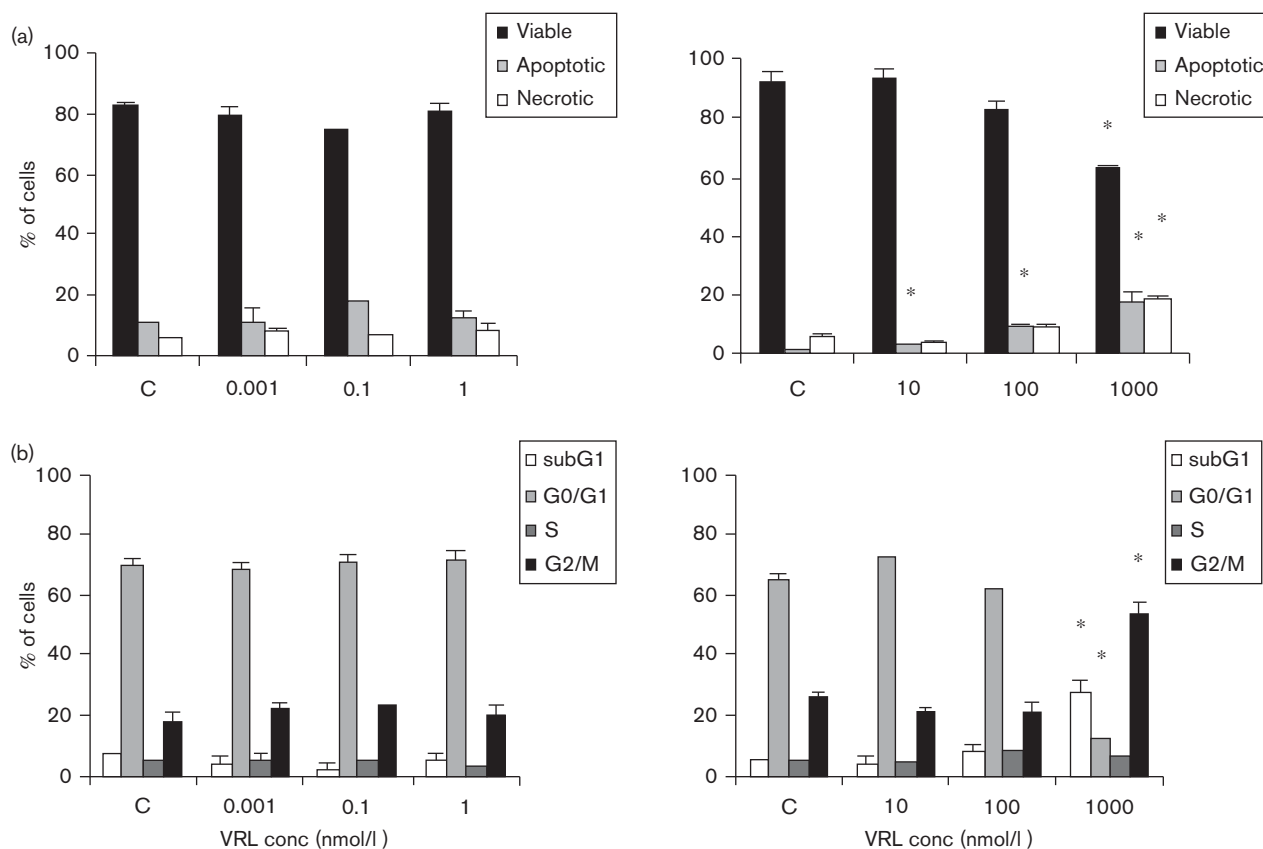 (a)
Viable
Apoptotic
Necrotic
% of cells
100
80
60
40
20
0
C 0.001 0.1 1
Viable
Apoptotic
Necrotic
100
80
60
40
20
0
* * * * *
C 10 100 1000
(b)
subG1
G0/G1
S
G2/M
% of cells
100
80
60
40
20
0
C 0.001 0.1 1
VRL conc (nmol/l )
subG1
G0/G1
S
G2/M
100
80
60
40
20
0
* * *
C 10 100 1000
VRL conc (nmol/l )